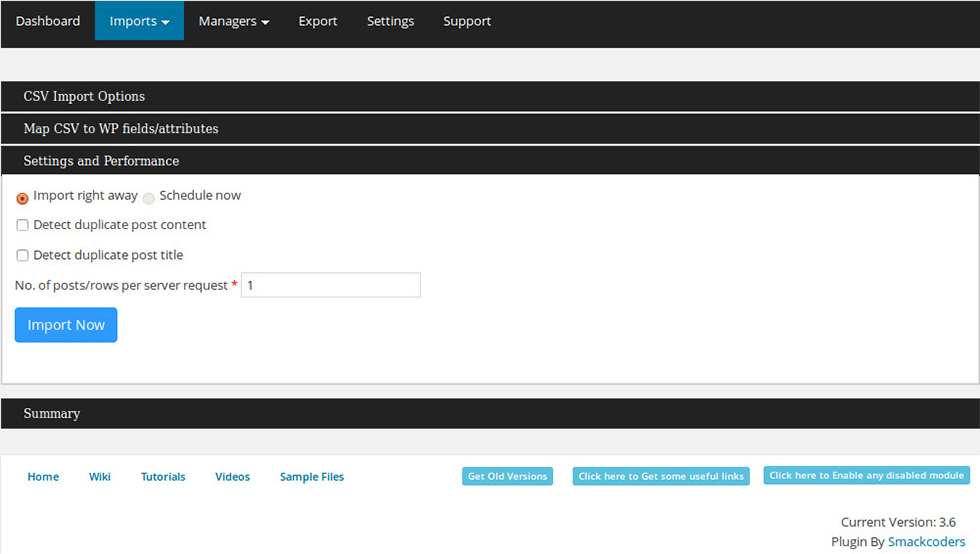 Dashboard Imports Managers Export Settings Support
CSV Import Options
Map CSV to WP fields/attributes
Settings and Performance
Import right away Schedule now
Detect duplicate post content
Detect duplicate post title
No. of posts/rows per server request * 1
Import Now
Summary
Home Wiki Tutorials Videos Sample Files Get Old Versions Click here to Get some useful links Click here to Enable any disabled module
Current Version: 3.6
Plugin By Smackcoders